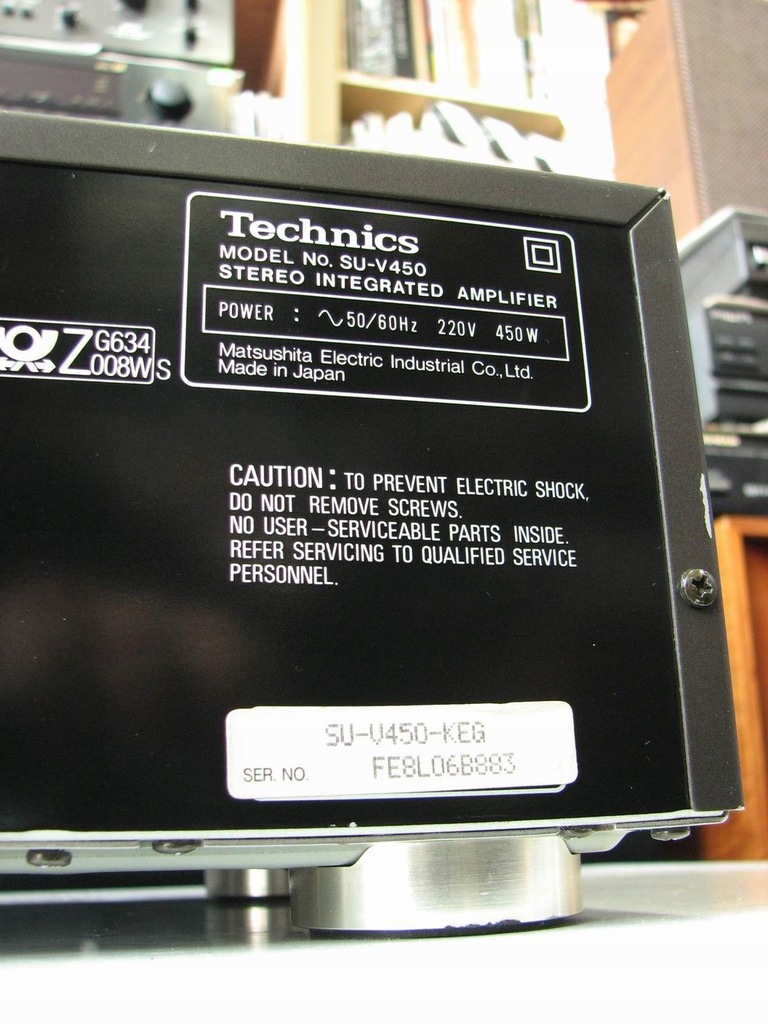 Technics
MODEL No. SU-V450
STEREO INTEGRATED AMPLIFIER
POWER : ∿50/60Hz 220V 450W
Matsushita Electric Industrial Co., Ltd.
Made in Japan
Z G634
008W S
CAUTION: TO PREVENT ELECTRIC SHOCK,
DO NOT REMOVE SCREWS.
NO USER-SERVICEABLE PARTS INSIDE.
REFER SERVICING TO QUALIFIED SERVICE
PERSONNEL.
SU-V450-KEG
SER. NO. FE8L06B883